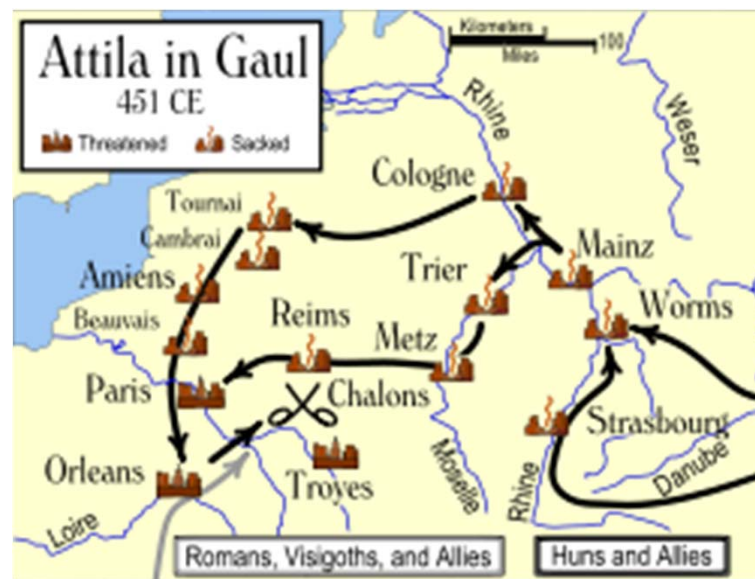 Attila in Gaul
451 CE
Threatened
Sacked
Kilometers
100
Miles
Rhine
Weser
Cologne
Tournai
Cambrai
Mainz
Trier
Amiens
Worms
Reims
Beauvais
Metz
Paris
Chalons
Strasbourg
Orleans
Troyes
Moselle
Danube
Rhine
Loire
Romans, Visigoths, and Allies
Huns and Allies